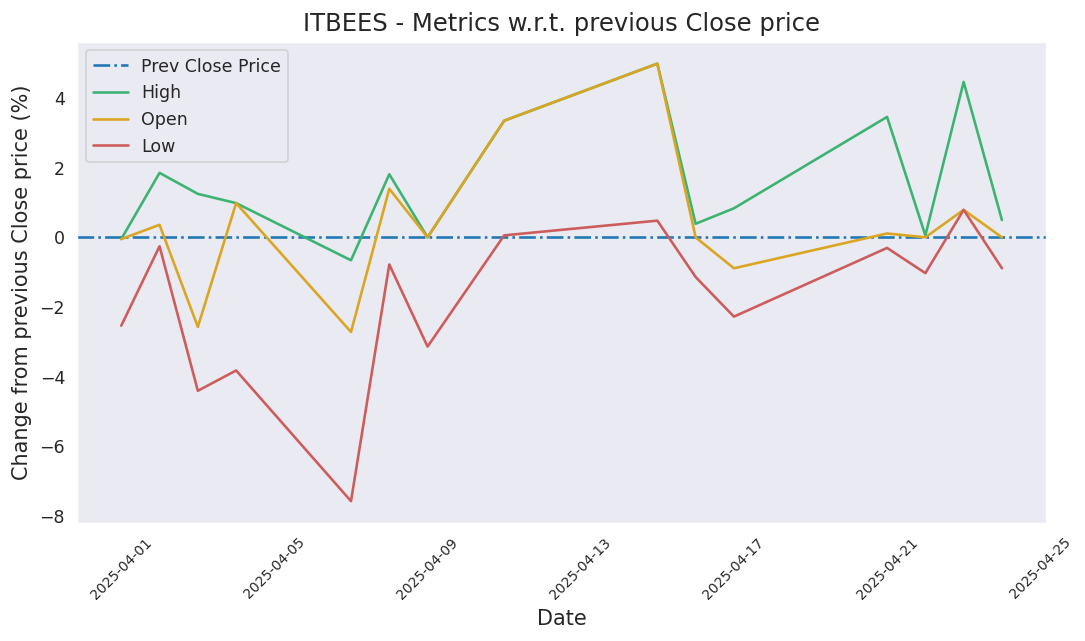 ITBEES - Metrics w.r.t. previous Close price
Prev Close Price
High
Open
Low
Change from previous Close price (%)
4
2
0
−2
−4
−6
−8
2025-04-01
2025-04-05
2025-04-09
2025-04-13
2025-04-17
2025-04-21
2025-04-25
Date